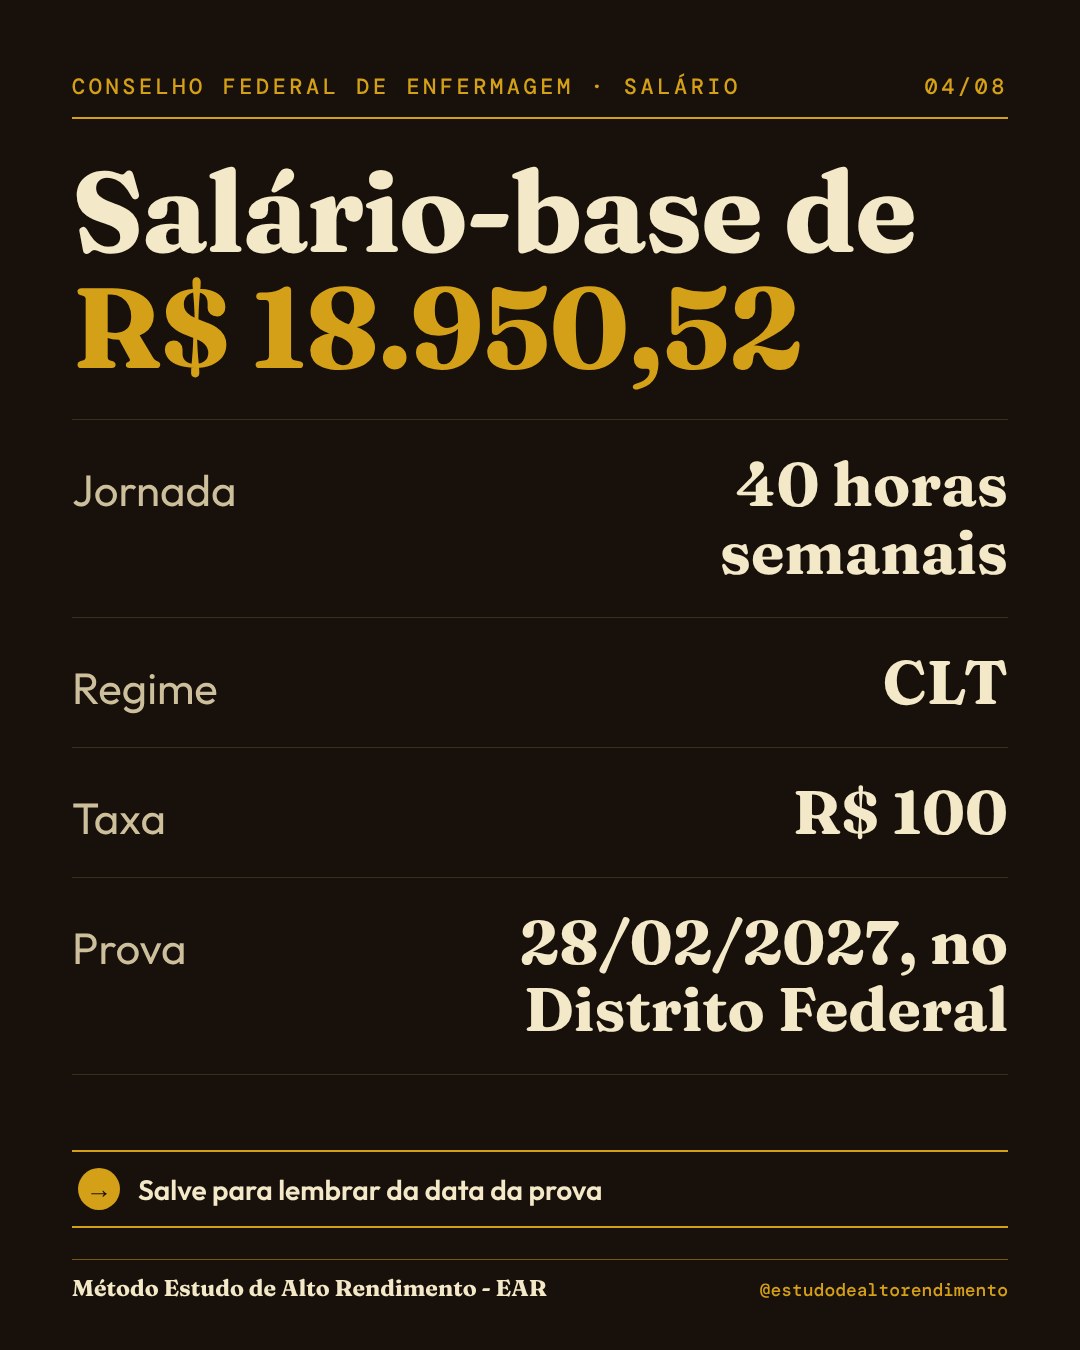 CONSELHO FEDERAL DE ENFERMAGEM · SALÁRIO 04/08
Salário-base de
R$ 18.950,52
Jornada 40 horas
semanais
Regime CLT
Taxa R$ 100
Prova 28/02/2027, no
Distrito Federal
→ Salve para lembrar da data da prova
Método Estudo de Alto Rendimento - EAR @estudodealtorendimento